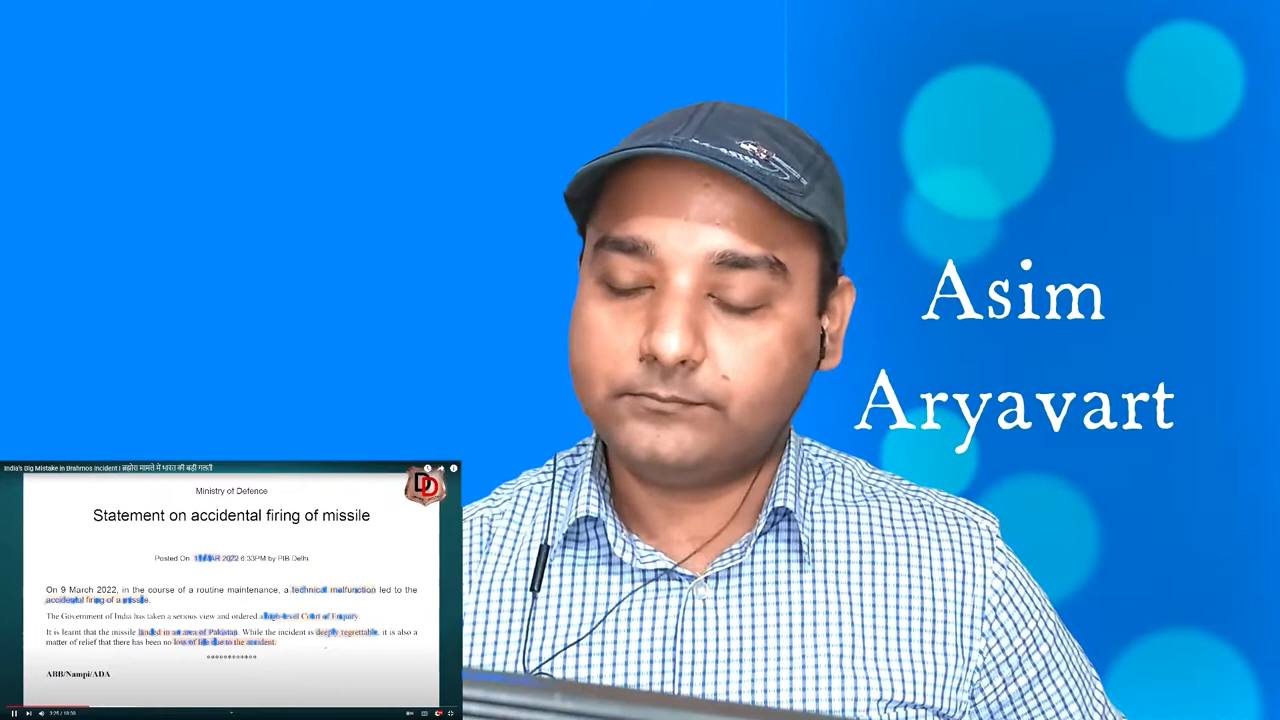 India's Big Mistake in Brahmos Incident I ब्रह्मोस मामले में भारत की बड़ी गलती
DD
Ministry of Defence
Statement on accidental firing of missile
Posted On 2022 6:33PM by PIB Delhi
On 9 March 2022, in the course of a routine maintenance, a technical malfunction led to the
accidental firing of a missile.
The Government of India has taken a serious view and ordered a high-level Court of Enquiry.
It is learnt that the missile landed in an area of Pakistan. While the incident is deeply regrettable, it is also a
matter of relief that there has been no loss of life due to the accident.
************
ABB/Nampi/ADA
Asim
Aryavart